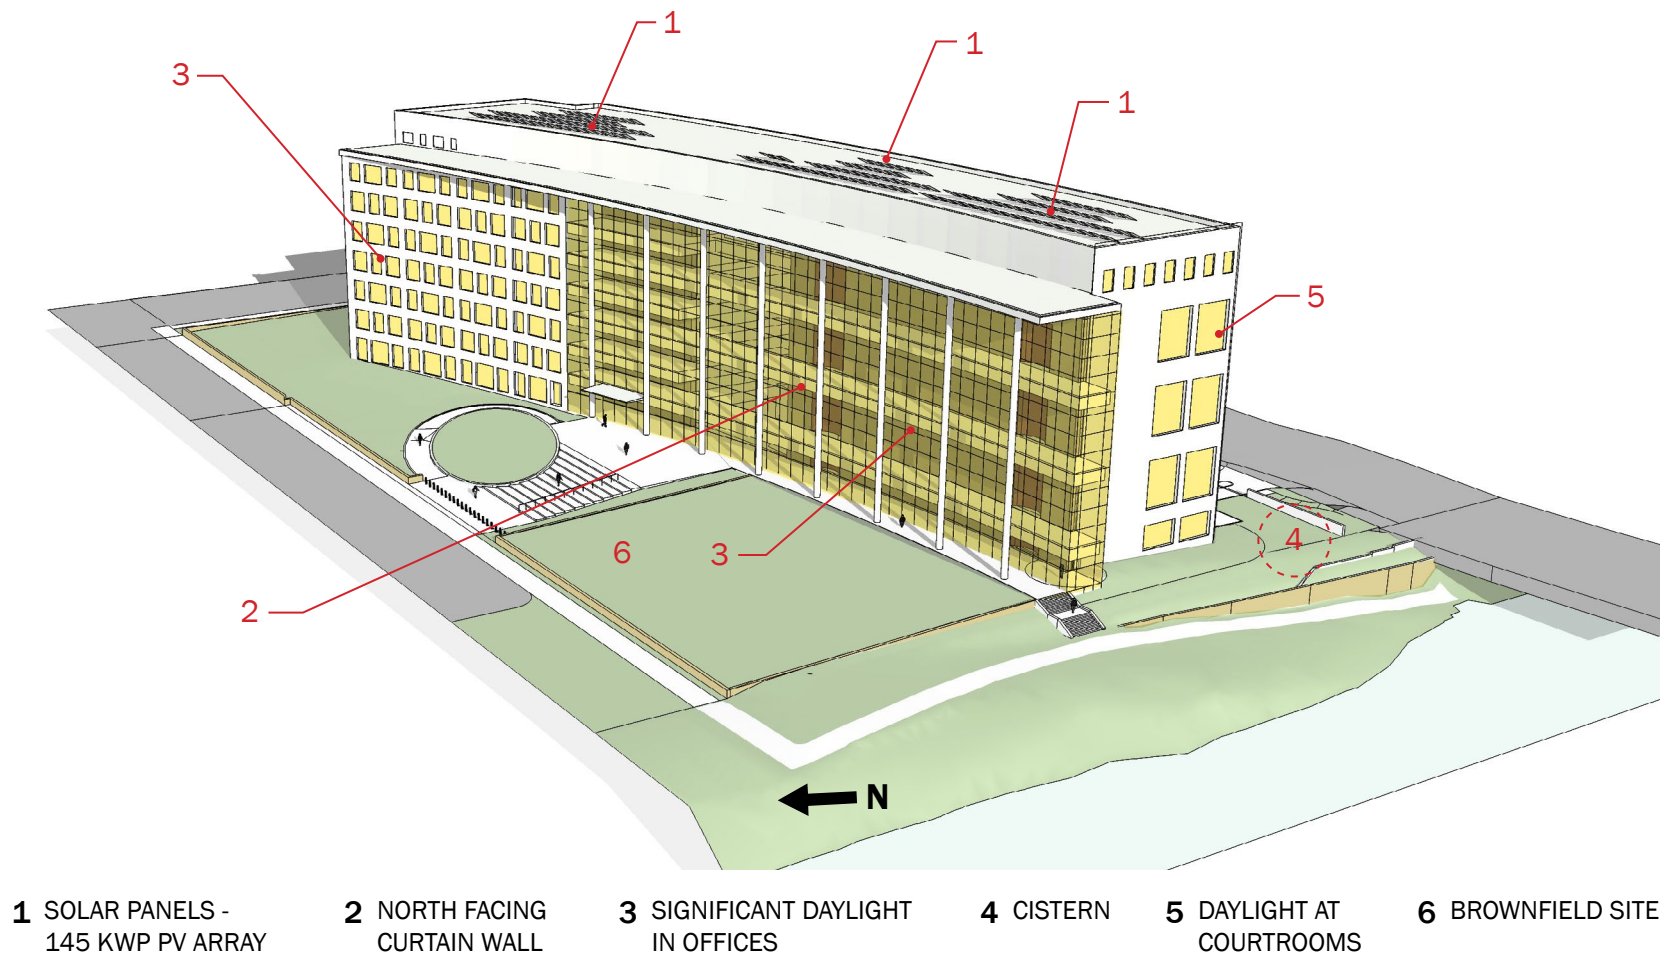 1
1
1
3
5
4
6
3
2
N
1 SOLAR PANELS -
145 KWP PV ARRAY
2 NORTH FACING
CURTAIN WALL
3 SIGNIFICANT DAYLIGHT
IN OFFICES
4 CISTERN
5 DAYLIGHT AT
COURTROOMS
6 BROWNFIELD SITE